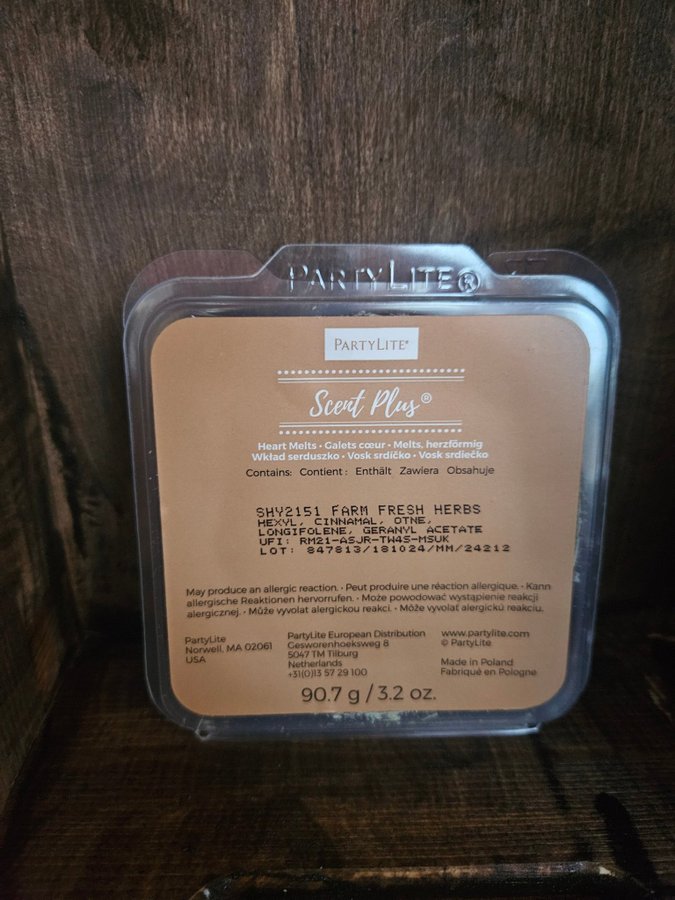 PARTYLITE®
PARTYLITE®
Scent Plus®
Heart Melts • Galets cœur • Melts, herzförmig
Wkład serduszko • Vosk srdíčko • Vosk srdiečko
Contains: Contient : Enthält Zawiera Obsahuje
SHY2151 FARM FRESH HERBS
HEXYL, CINNAMAL, OTNE,
LONGIFOLENE, GERANYL ACETATE
UFI: RM21-ASJR-TW4S-MSUK
LOT: 847813/181024/MM/24212
May produce an allergic reaction. • Peut produire une réaction allergique. • Kann
allergische Reaktionen hervorrufen. • Może powodować wystąpienie reakcji
alergicznej. • Může vyvolat alergickou reakci. • Môže vyvolať alergickú reakciu.
PartyLite
Norwell, MA 02061
USA
PartyLite European Distribution
Gesworenhoeksweg 8
5047 TM Tilburg
Netherlands
+31(0)13 57 29 100
www.partylite.com
© PartyLite
Made in Poland
Fabriqué en Pologne
90.7 g / 3.2 oz.